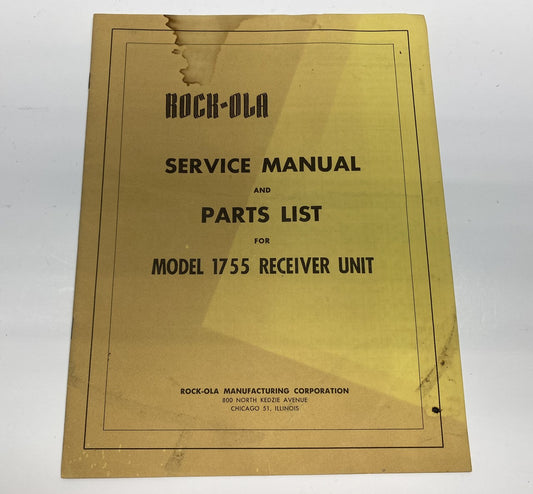 ROCK-OLA
SERVICE MANUAL
AND
PARTS LIST
FOR
MODEL 1755 RECEIVER UNIT
ROCK-OLA MANUFACTURING CORPORATION
800 NORTH KEDZIE AVENUE
CHICAGO 51, ILLINOIS